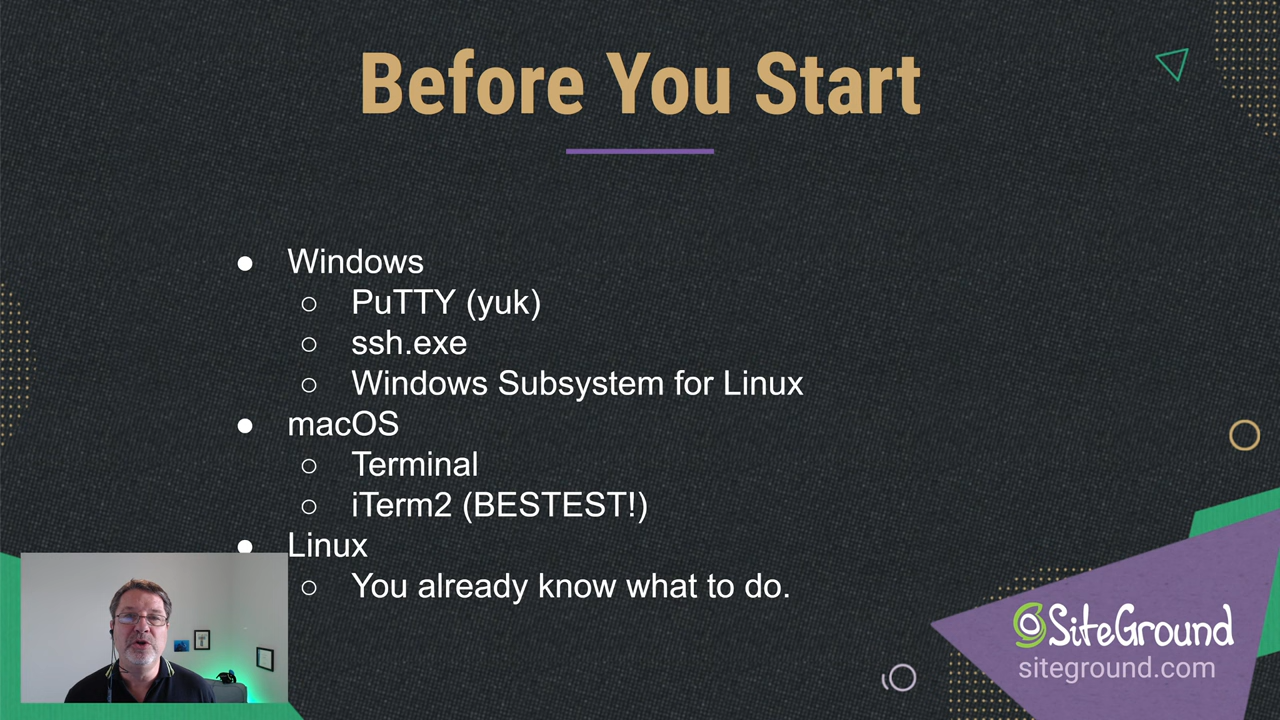 Before You Start
Windows
PuTTY (yuk)
ssh.exe
Windows Subsystem for Linux
macOS
Terminal
iTerm2 (BESTEST!)
Linux
You already know what to do.
SiteGround
siteground.com